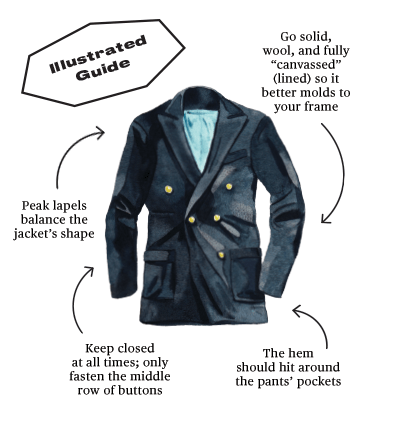 Illustrated
Guide
Go solid,
wool, and fully
“canvassed”
(lined) so it
better molds to
your frame
Peak lapels
balance the
jacket’s shape
Keep closed
at all times; only
fasten the middle
row of buttons
The hem
should hit around
the pants’ pockets